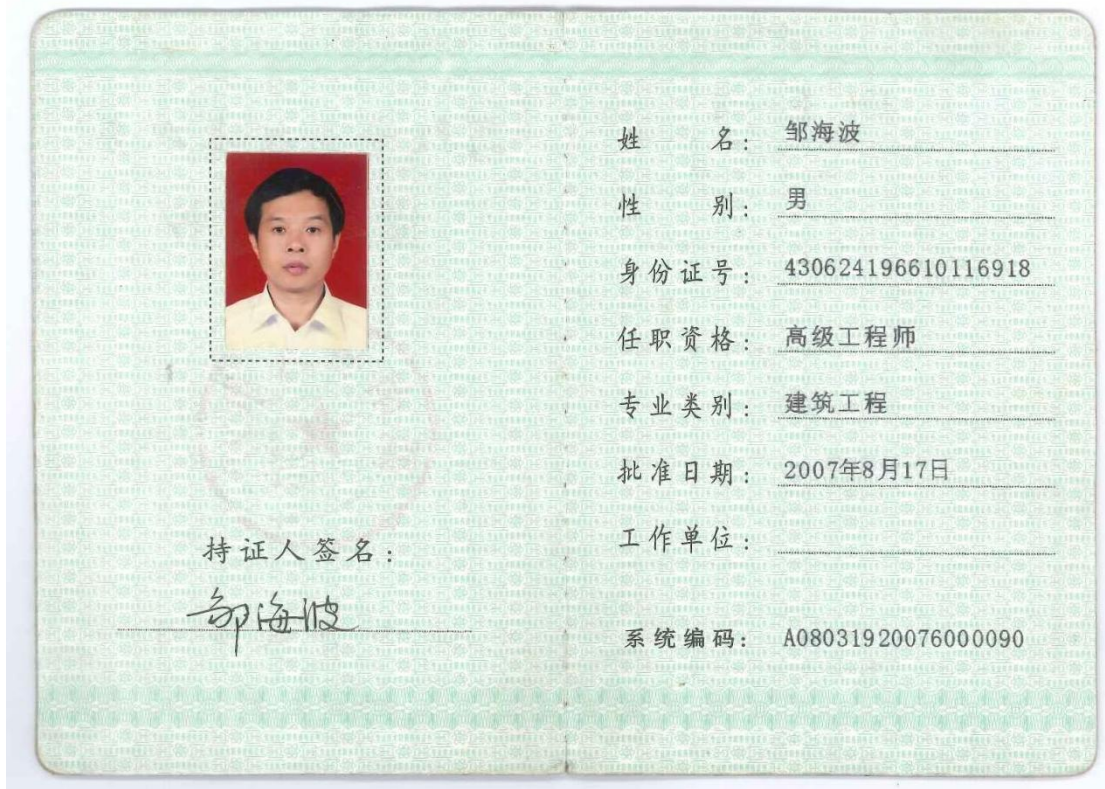 持证人签名:
邹海波
姓 名: 邹海波
性 别: 男
身份证号: 430624196610116918
任职资格: 高级工程师
专业类别: 建筑工程
批准日期: 2007年8月17日
工作单位:
系统编码: A08031920076000090